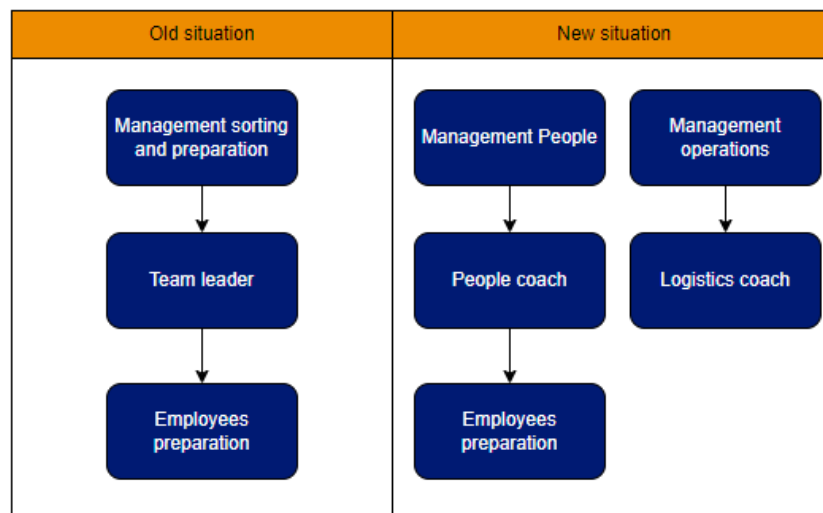 Old situation
New situation
Management sorting
and preparation
Team leader
Employees
preparation
Management People
People coach
Employees
preparation
Management
operations
Logistics coach